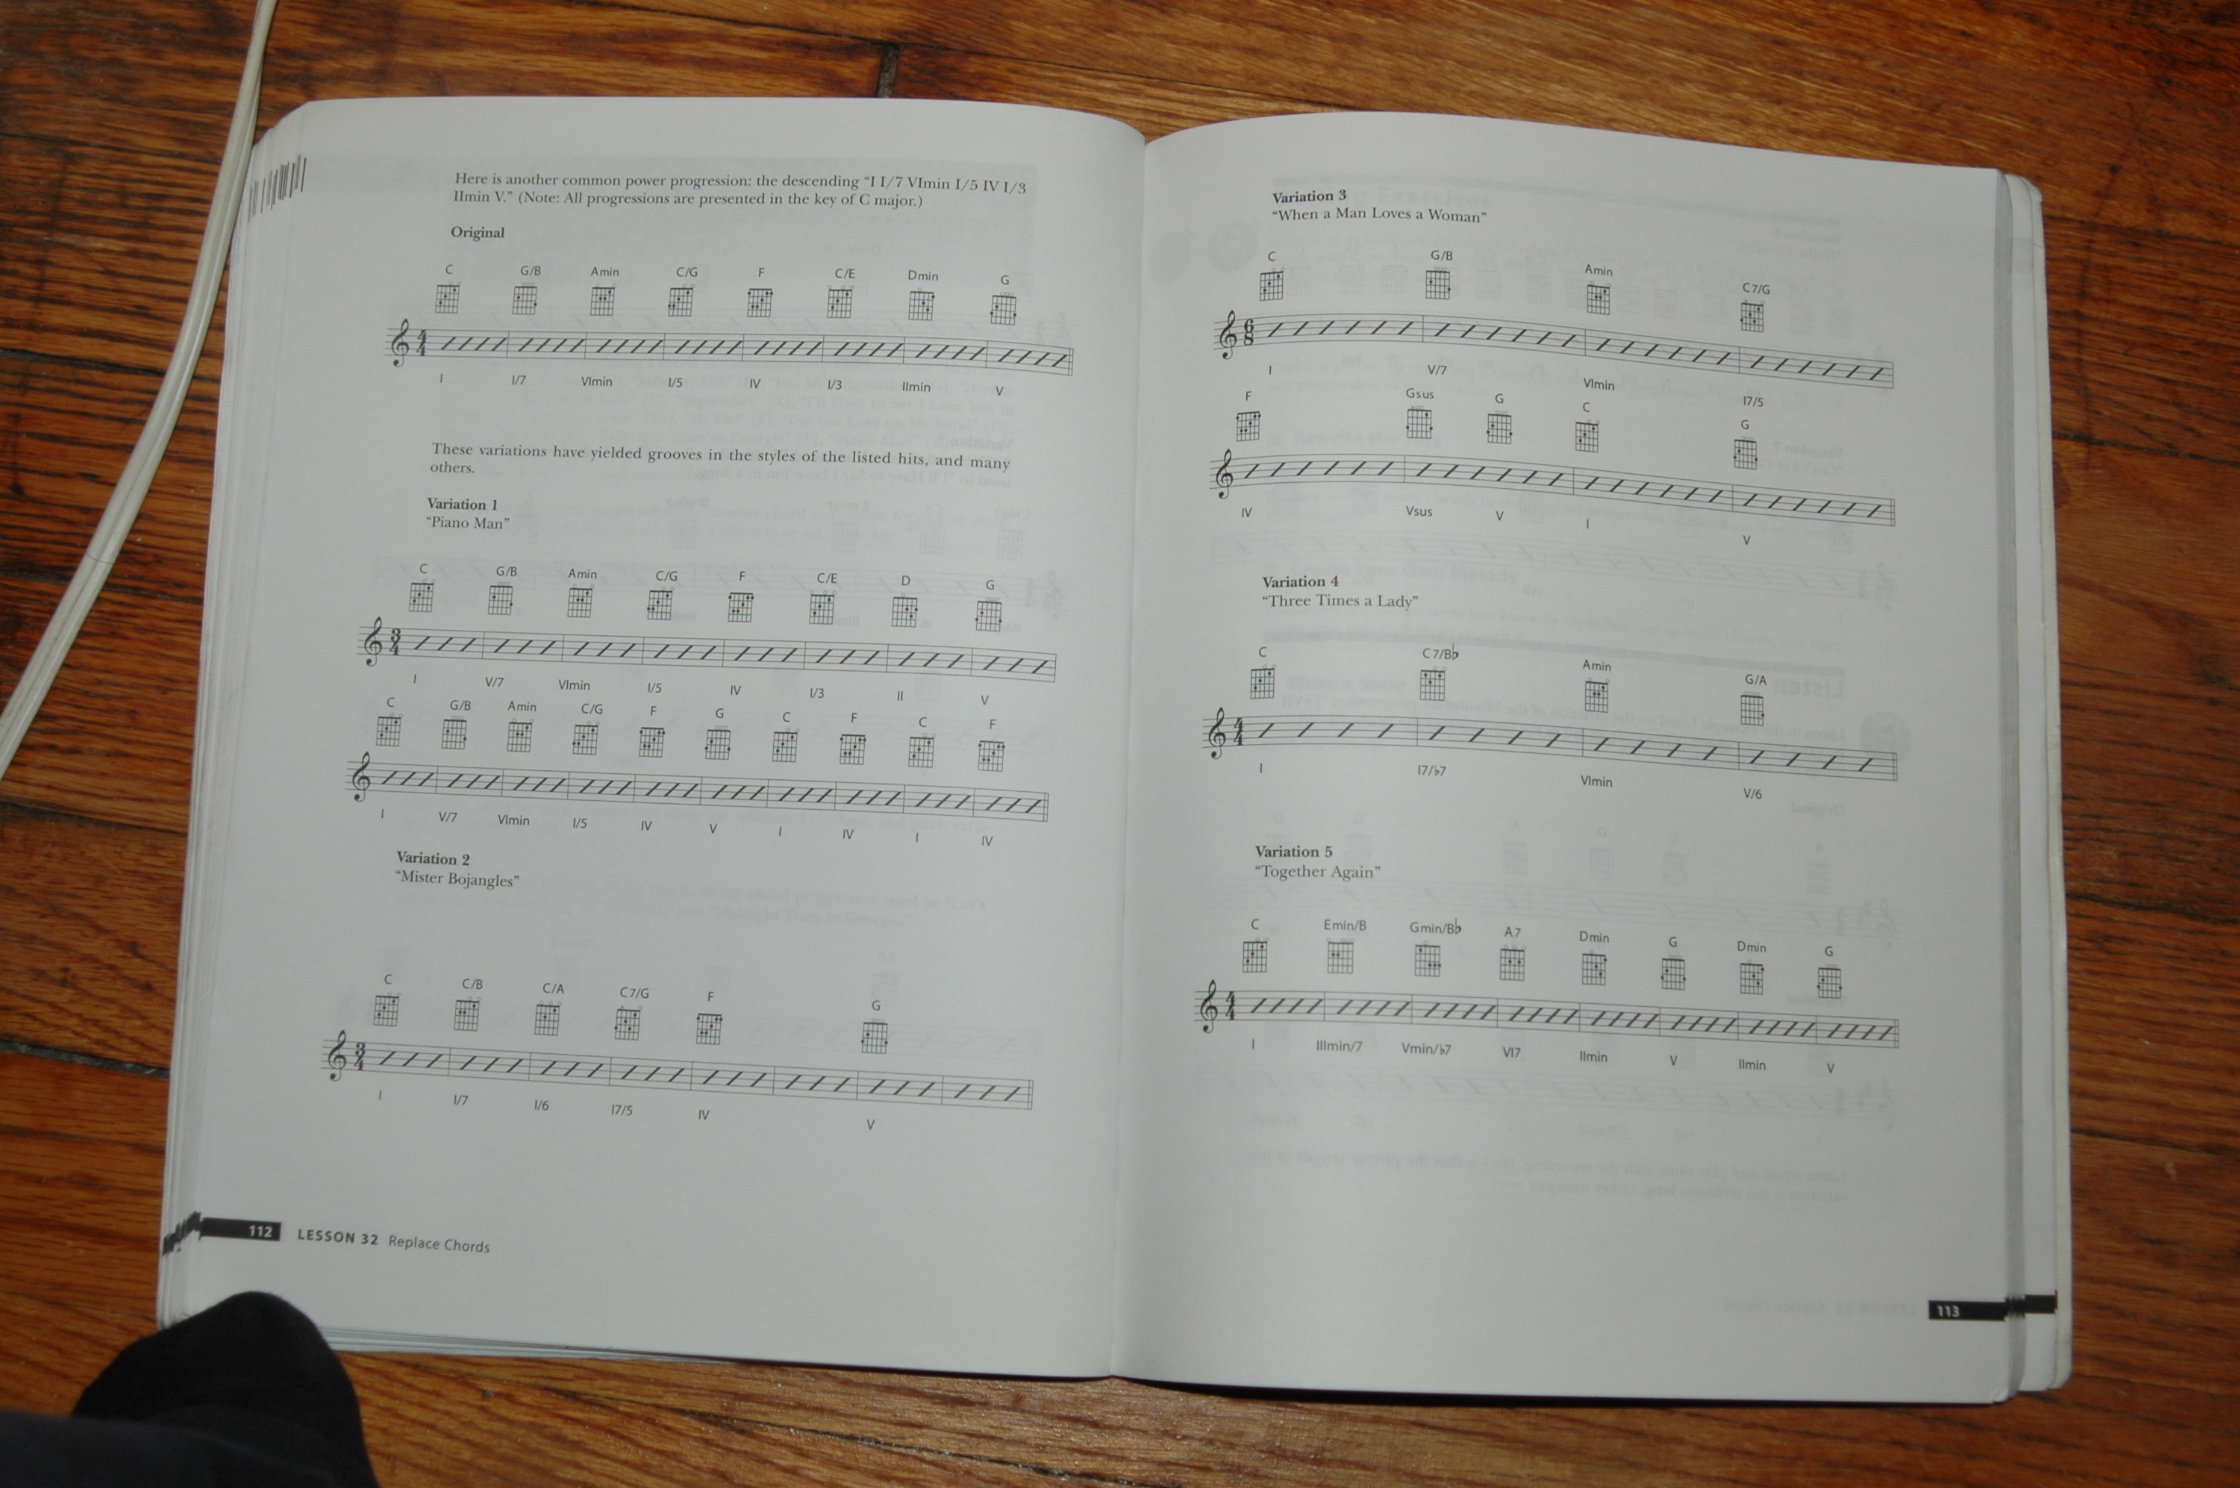 Here is another common power progression: the descending "I I/7 VImin I/5 IV I/3
IImin V." (Note: All progressions are presented in the key of C major.)
Original
C G/B Amin C/G F C/E Dmin G
4 4
I I/7 VImin I/5 IV I/3 IImin V
These variations have yielded grooves in the styles of the listed hits, and many
others.
Variation 1
"Piano Man"
C G/B Amin C/G F C/E D G
3 4
I V/7 VImin I/5 IV I/3 II V
C G/B Amin C/G F G C F C F
I V/7 VImin I/5 IV V I IV I IV
Variation 2
"Mister Bojangles"
C C/B C/A C7/G F G
3 4
I I/7 I/6 I7/5 IV V
112 LESSON 32 Replace Chords
Variation 3
"When a Man Loves a Woman"
C G/B Amin C7/G
6 8
I V/7 VImin I7/5
F Gsus G C G
IV Vsus V I V
Variation 4
"Three Times a Lady"
C C7/B♭ Amin G/A
4 4
I I7/♭7 VImin V/6
Variation 5
"Together Again"
C Emin/B Gmin/B♭ A7 Dmin G Dmin G
4 4
I IIImin/7 Vmin/♭7 VI7 IImin V IImin V
113